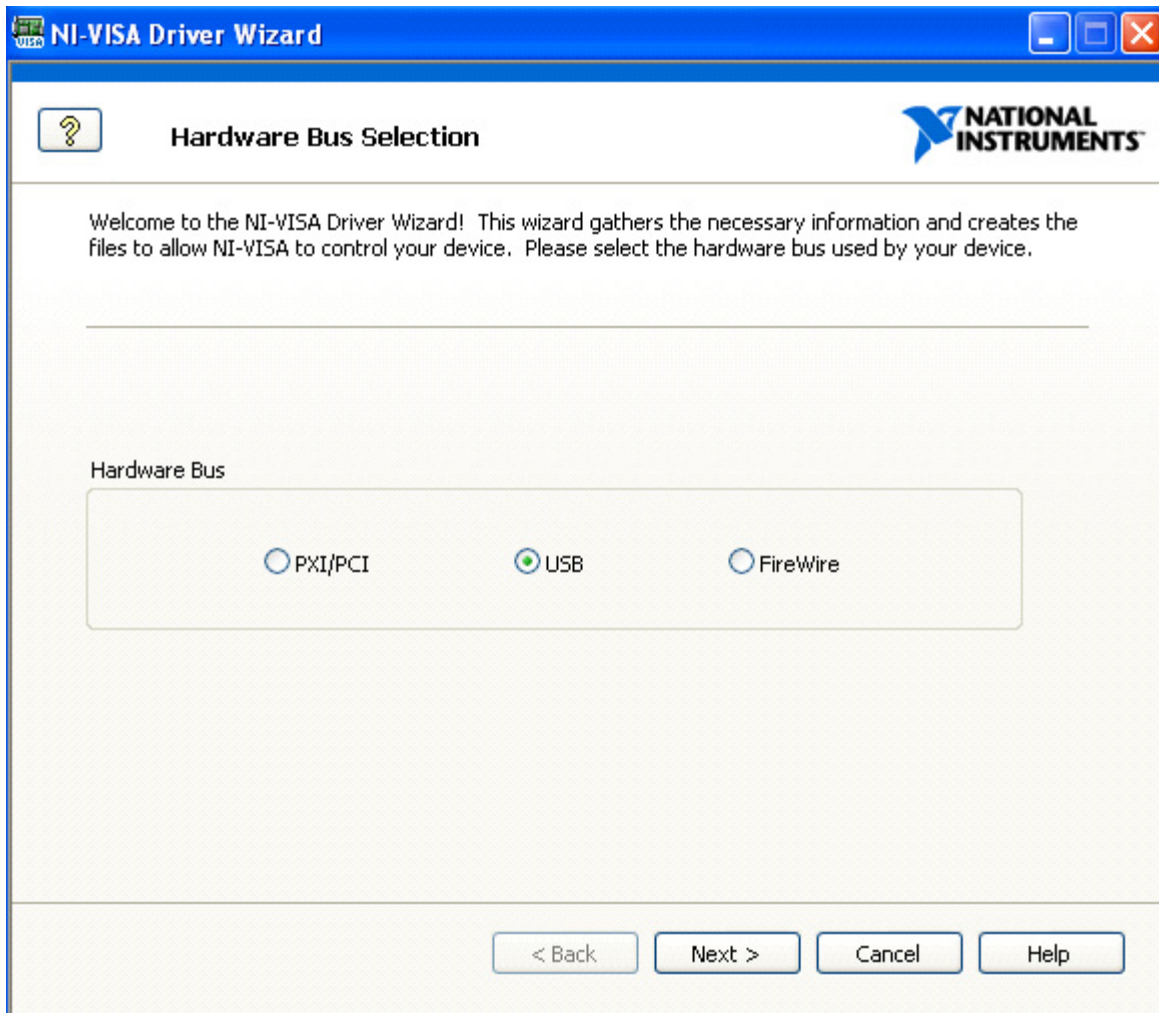 NI-VISA Driver Wizard
?
Hardware Bus Selection
NATIONAL
INSTRUMENTS™
Welcome to the NI-VISA Driver Wizard!  This wizard gathers the necessary information and creates the
files to allow NI-VISA to control your device.  Please select the hardware bus used by your device.
Hardware Bus
PXI/PCI USB FireWire
< Back Next > Cancel Help